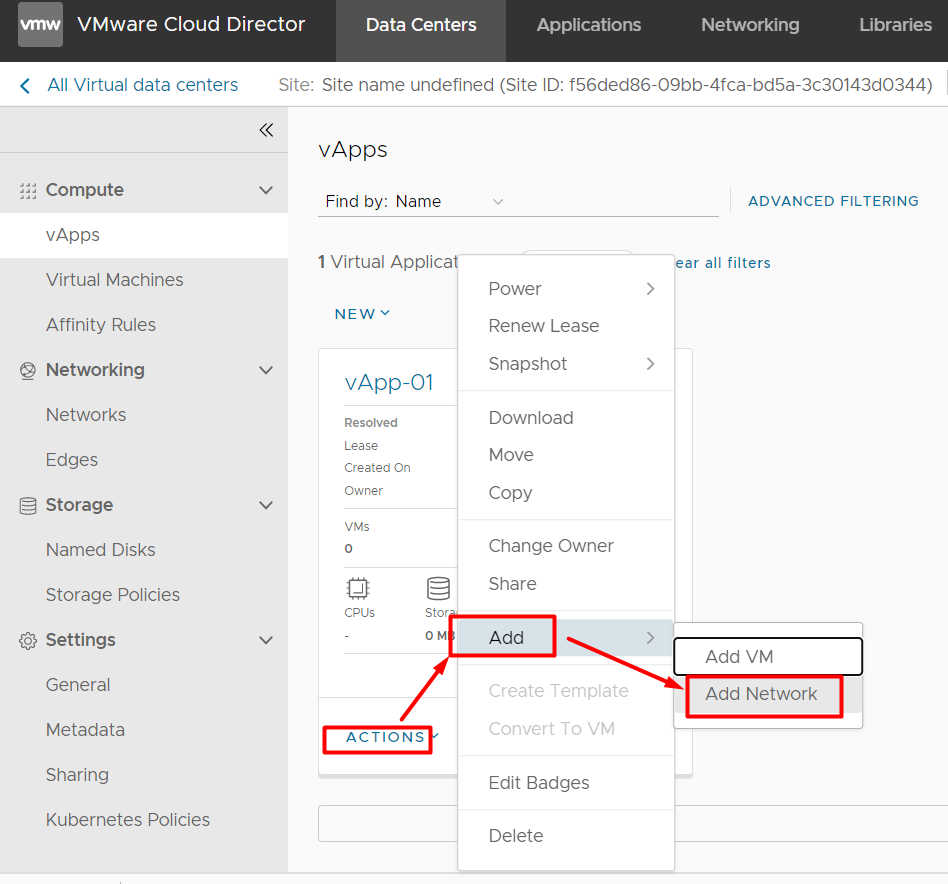 vmw VMware Cloud Director Data Centers Applications Networking Libraries
All Virtual data centers Site: Site name undefined (Site ID: f56ded86-09bb-4fca-bd5a-3c30143d0344)
Compute
vApps
Virtual Machines
Affinity Rules
Networking
Networks
Edges
Storage
Named Disks
Storage Policies
Settings
General
Metadata
Sharing
Kubernetes Policies
vApps
Find by: Name ADVANCED FILTERING
1 Virtual Applicat ear all filters
NEW
vApp-01
Resolved
Lease
Created On
Owner
VMs
0
CPUs Stora
- 0 MB
ACTIONS
Power
Renew Lease
Snapshot
Download
Move
Copy
Change Owner
Share
Add
Create Template
Convert To VM
Edit Badges
Delete
Add VM
Add Network